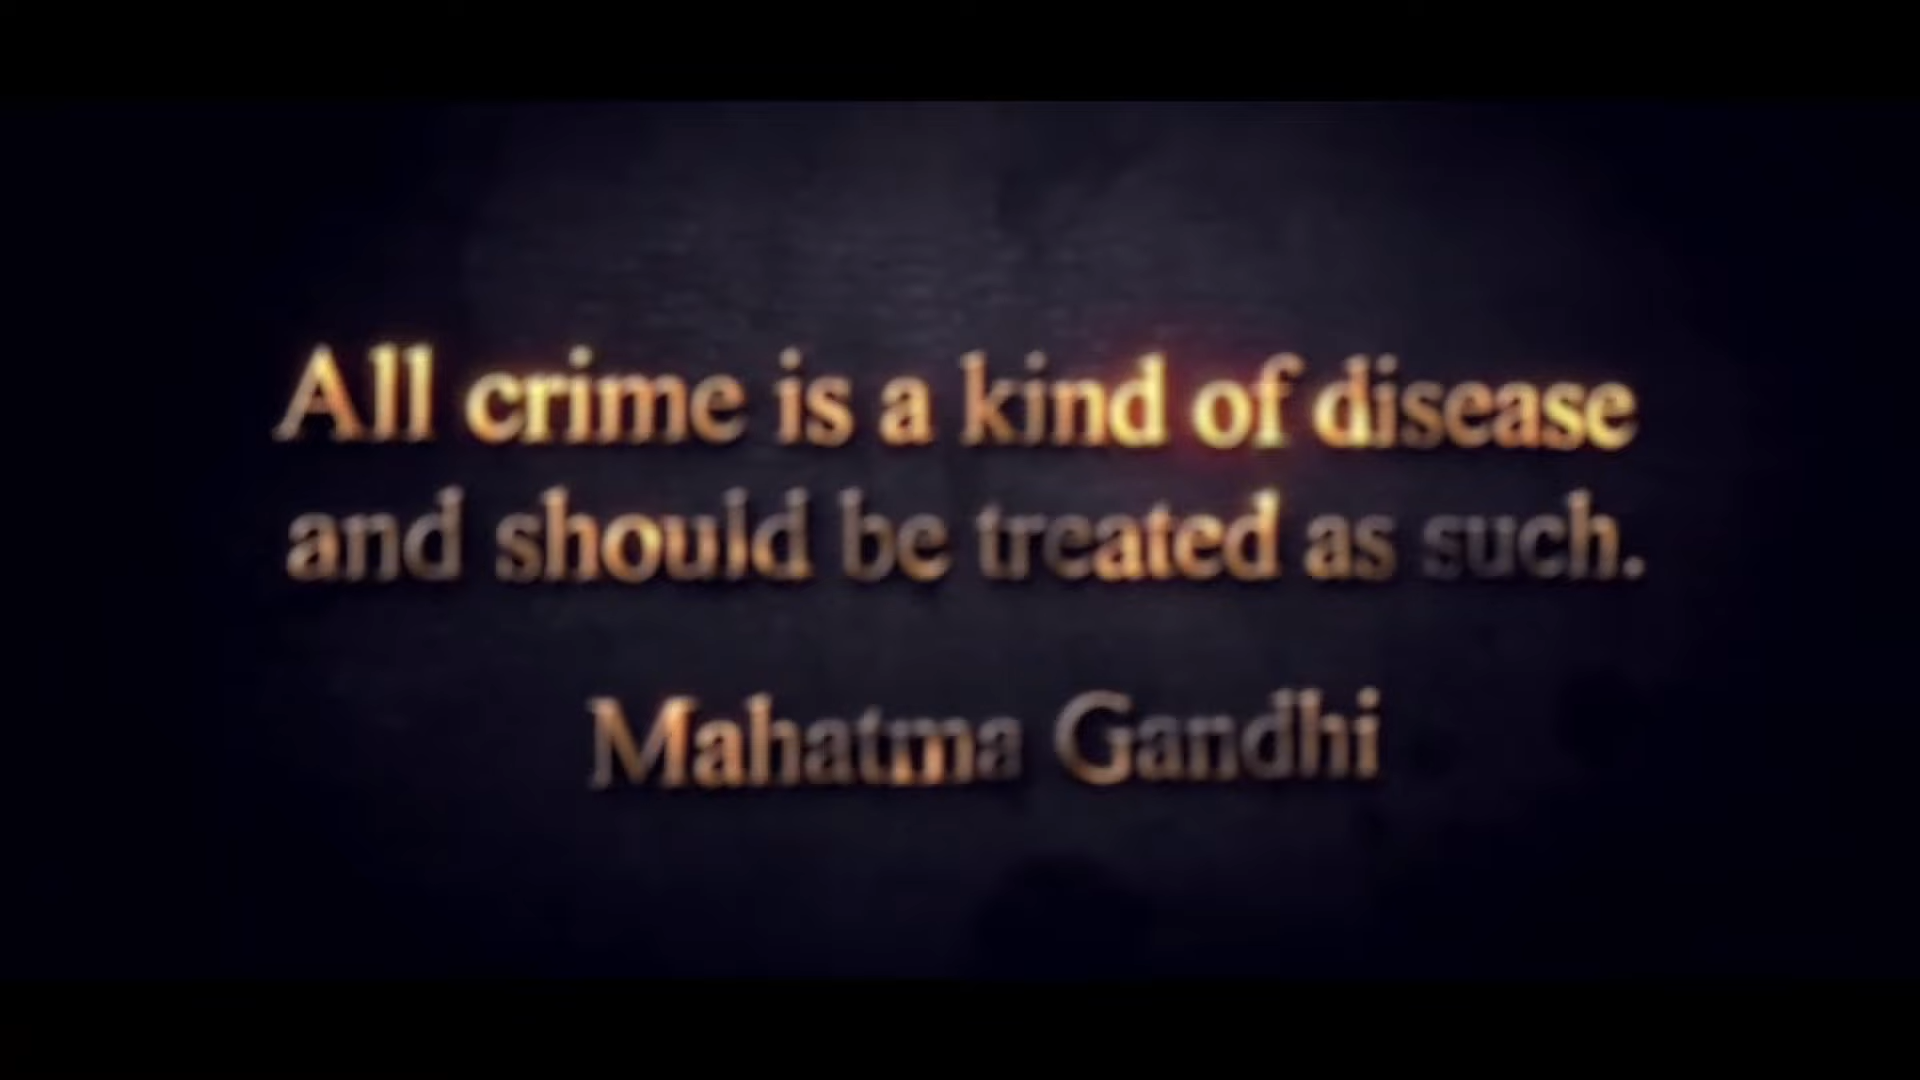 All crime is a kind of disease
and should be treated as such.
Mahatma Gandhi